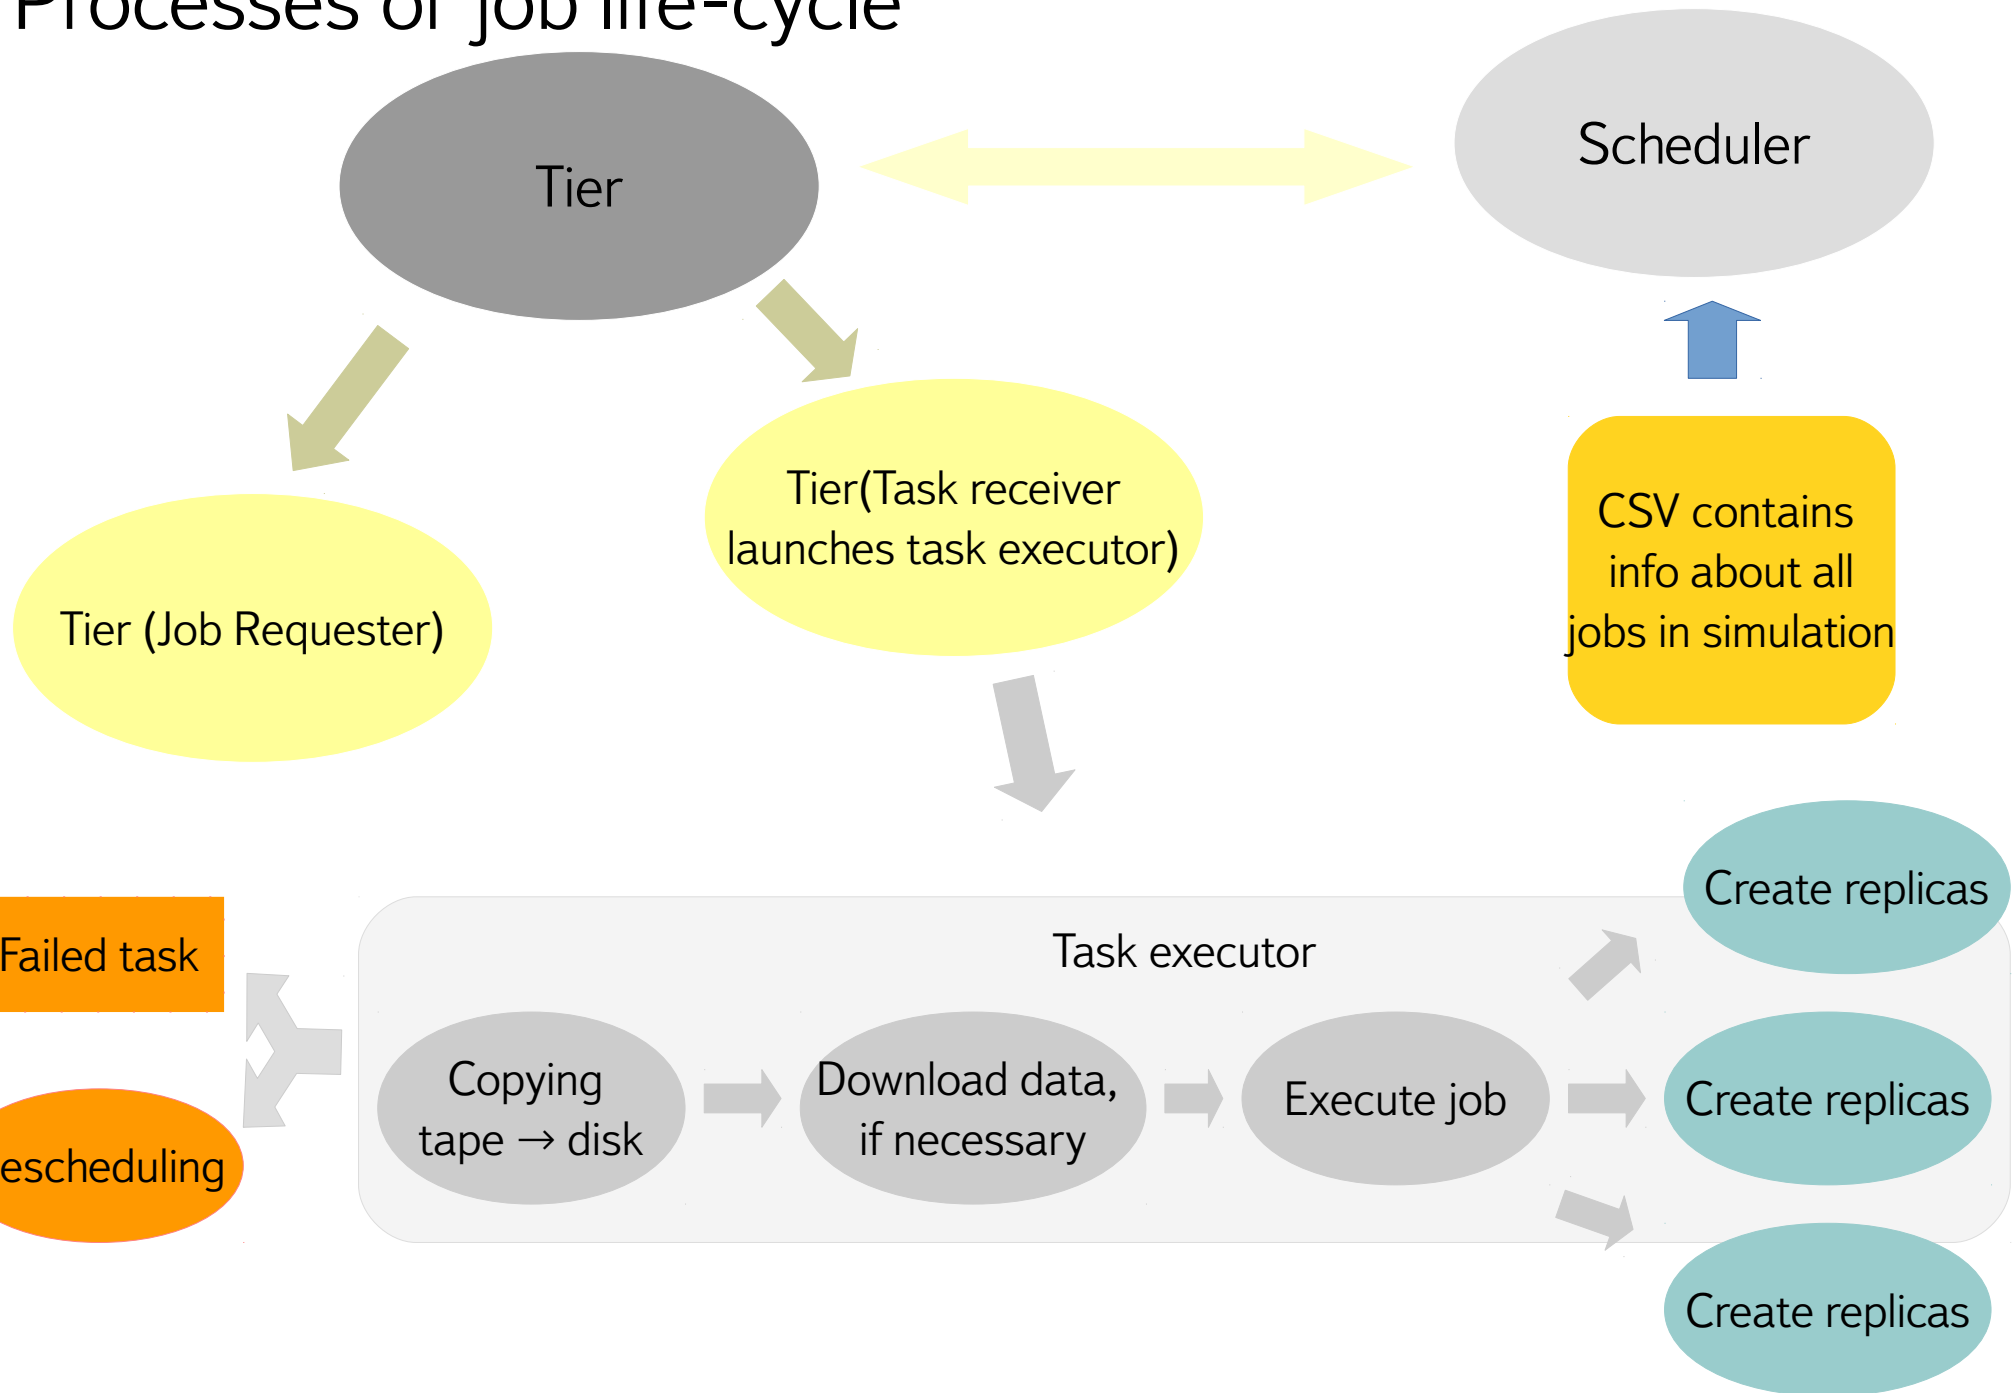 Processes of job life-cycle
Tier
Scheduler
Tier(Task receiver
launches task executor)
CSV contains
info about all
jobs in simulation
Tier (Job Requester)
Create replicas
Failed task
Task executor
Copying
tape → disk
Download data,
if necessary
Execute job
Create replicas
escheduling
Create replicas